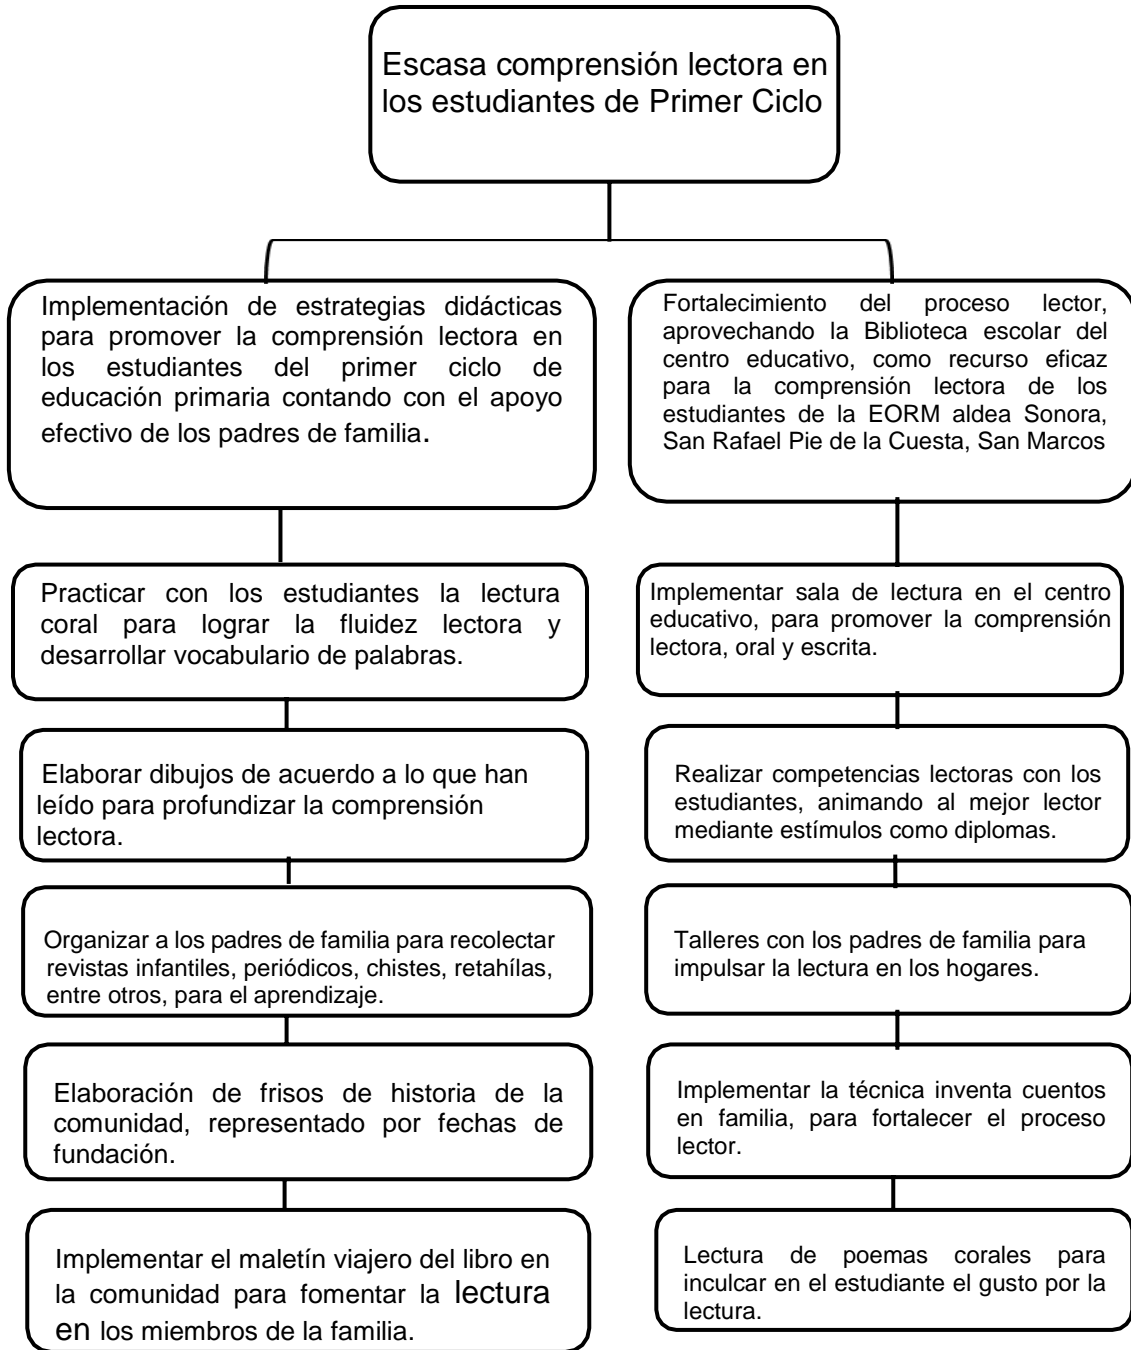 Escasa comprensión lectora en
los estudiantes de Primer Ciclo
Implementación de estrategias didácticas
para promover la comprensión lectora en
los estudiantes del primer ciclo de
educación primaria contando con el apoyo
efectivo de los padres de familia.
Practicar con los estudiantes la lectura
coral para lograr la fluidez lectora y
desarrollar vocabulario de palabras.
Elaborar dibujos de acuerdo a lo que han
leído para profundizar la comprensión
lectora.
Organizar a los padres de familia para recolectar
revistas infantiles, periódicos, chistes, retahílas,
entre otros, para el aprendizaje.
Elaboración de frisos de historia de la
comunidad, representado por fechas de
fundación.
Implementar el maletín viajero del libro en
la comunidad para fomentar la lectura
en los miembros de la familia.
Fortalecimiento del proceso lector,
aprovechando la Biblioteca escolar del
centro educativo, como recurso eficaz
para la comprensión lectora de los
estudiantes de la EORM aldea Sonora,
San Rafael Pie de la Cuesta, San Marcos
Implementar sala de lectura en el centro
educativo, para promover la comprensión
lectora, oral y escrita.
Realizar competencias lectoras con los
estudiantes, animando al mejor lector
mediante estímulos como diplomas.
Talleres con los padres de familia para
impulsar la lectura en los hogares.
Implementar la técnica inventa cuentos
en familia, para fortalecer el proceso
lector.
Lectura de poemas corales para
inculcar en el estudiante el gusto por la
lectura.